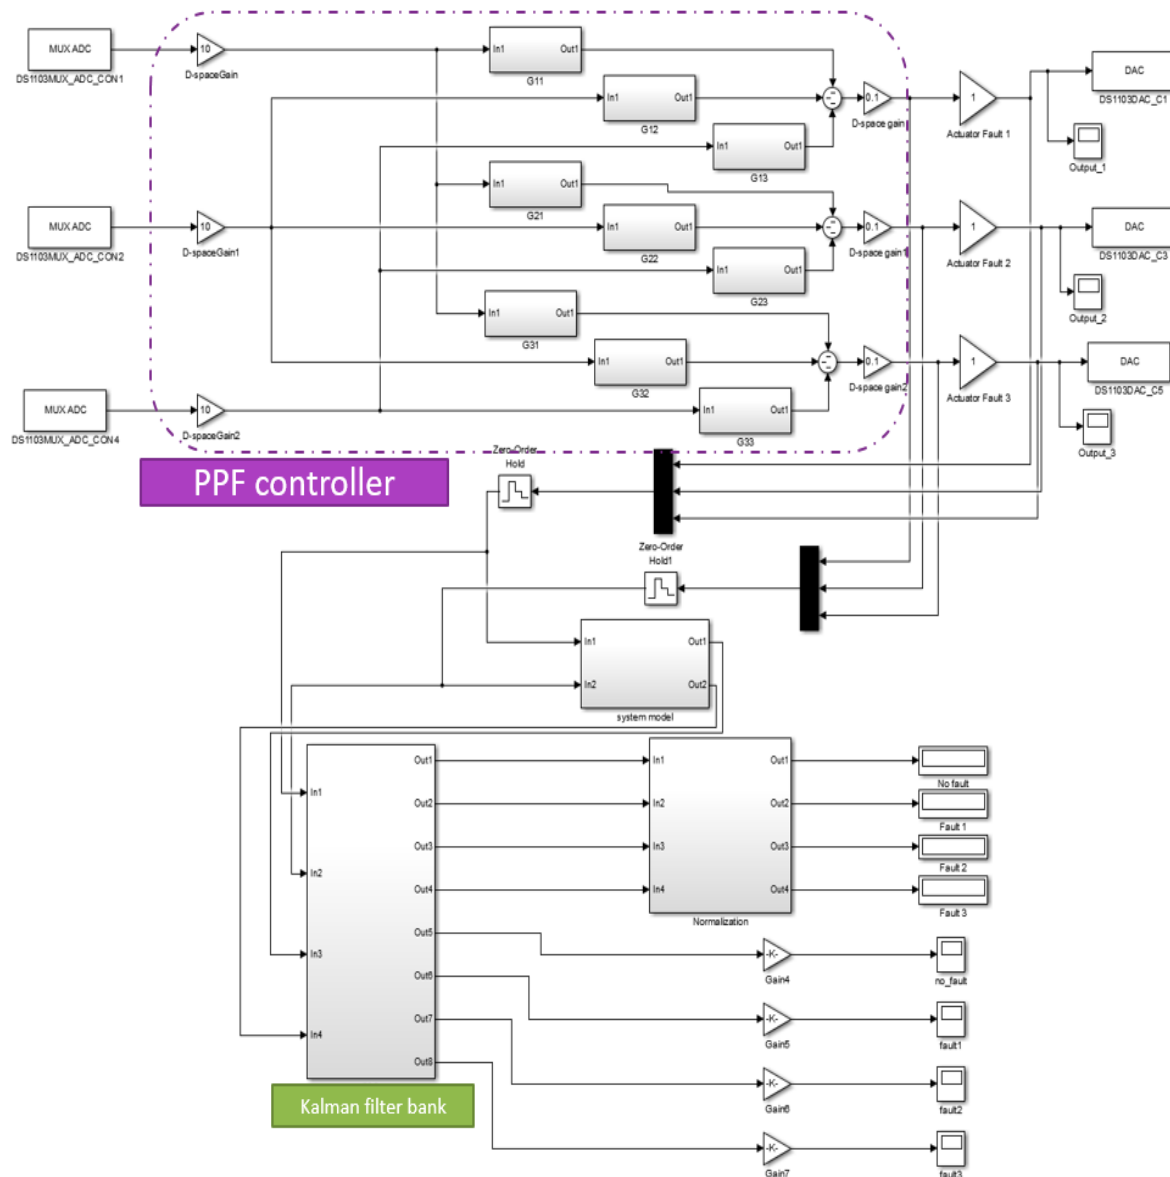 MUX ADC
DS1103MUX_ADC_CON1
10
D-spaceGain
In1 Out1
G11
In1 Out1
G12
In1 Out1
G13
0.1
D-space gain
1
Actuator Fault 1
DAC
DS1103DAC_C1
Output_1
MUX ADC
DS1103MUX_ADC_CON2
10
D-spaceGain1
In1 Out1
G21
In1 Out1
G22
In1 Out1
G23
0.1
D-space gain1
1
Actuator Fault 2
DAC
DS1103DAC_C3
Output_2
MUX ADC
DS1103MUX_ADC_CON4
10
D-spaceGain2
In1 Out1
G31
In1 Out1
G32
In1 Out1
G33
0.1
D-space gain2
1
Actuator Fault 3
DAC
DS1103DAC_C5
Output_3
PPF controller
Zero-Order
Hold
Zero-Order
Hold1
In1 Out1
In2 Out2
system model
In1
In2
In3
In4
Out1
Out2
Out3
Out4
Out5
Out6
Out7
Out8
Kalman filter bank
In1 Out1
In2 Out2
In3 Out3
In4 Out4
Normalization
No fault
Fault 1
Fault 2
Fault 3
-K-
Gain4
no_fault
-K-
Gain5
fault1
-K-
Gain6
fault2
-K-
Gain7
fault3